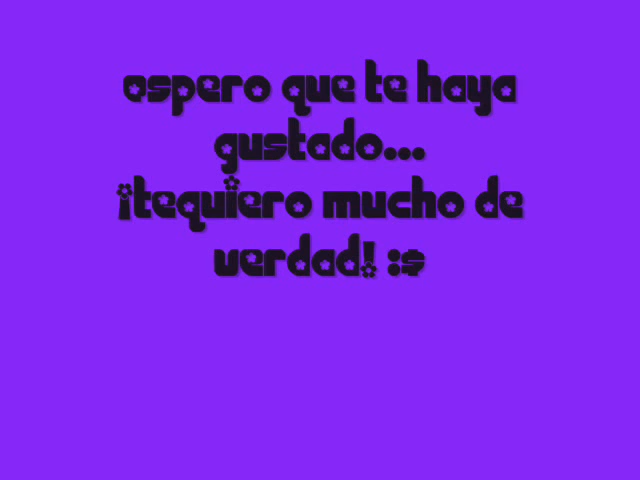 espero que te haya
gustado...
¡tequiero mucho de
verdad! :$